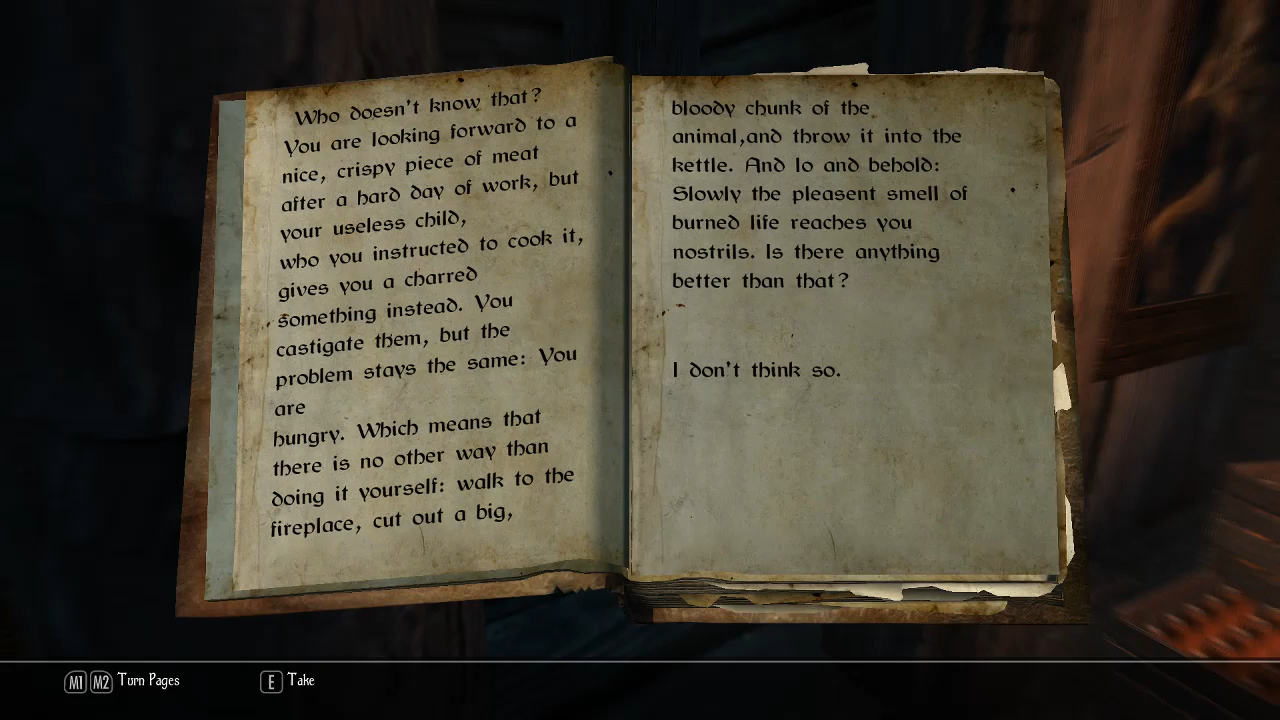 Who doesn't know that?
You are looking forward to a
nice, crispy piece of meat
after a hard day of work, but
your useless child,
who you instructed to cook it,
gives you a charred
something instead. You
castigate them, but the
problem stays the same: You
are
hungry. Which means that
there is no other way than
doing it yourself: walk to the
fireplace, cut out a big,
bloody chunk of the
animal,and throw it into the
kettle. And lo and behold:
Slowly the pleasent smell of
burned life reaches you
nostrils. Is there anything
better than that?
I don't think so.
M1 M2 Turn Pages
E Take